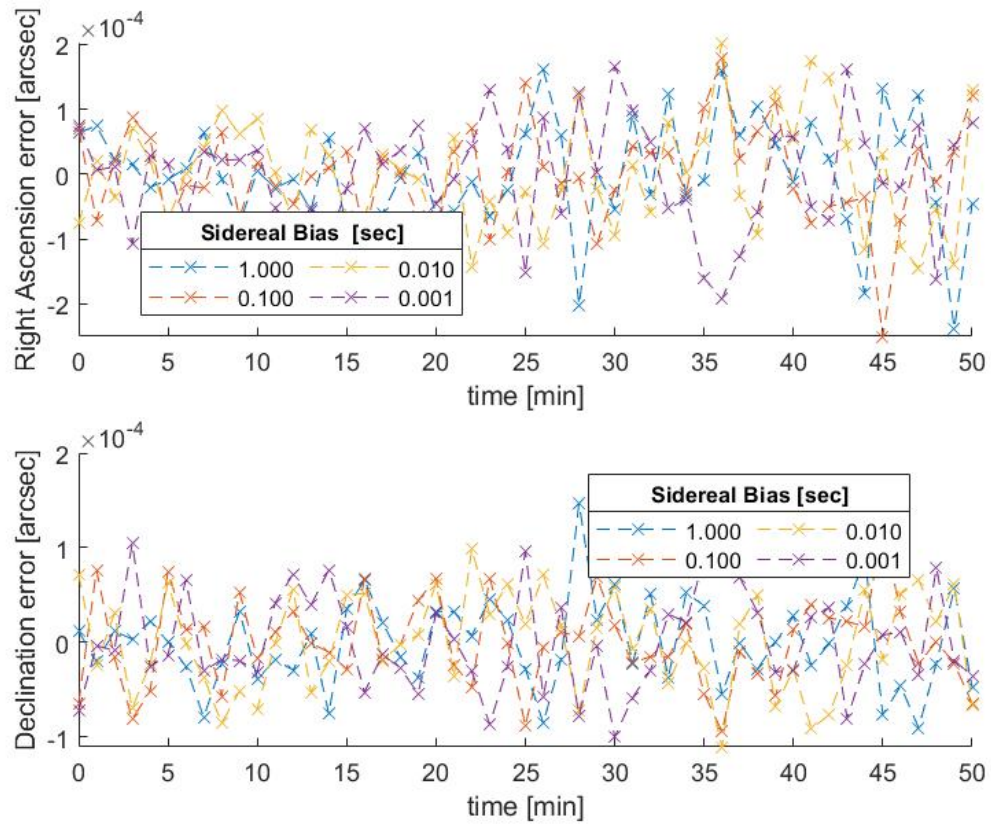 ×10⁻⁴
2
1
0
-1
-2
Right Ascension error [arcsec]
Sidereal Bias [sec]
1.000 0.010
0.100 0.001
0 5 10 15 20 25 30 35 40 45 50
time [min]
×10⁻⁴
2
1
0
-1
Declination error [arcsec]
Sidereal Bias [sec]
1.000 0.010
0.100 0.001
0 5 10 15 20 25 30 35 40 45 50
time [min]